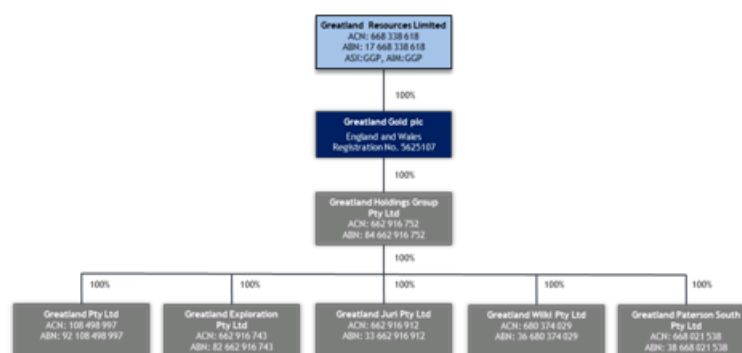 Greatland Resources Limited
ACN: 668 338 618
ABN: 17 668 338 618
ASX:GGP, AIM:GGP
100%
Greatland Gold plc
England and Wales
Registration No. 5625107
100%
Greatland Holdings Group
Pty Ltd
ACN: 662 916 752
ABN: 84 662 916 752
100%
100%
100%
100%
100%
100%
Greatland Pty Ltd
ACN: 108 498 997
ABN: 92 108 498 997
Greatland Exploration
Pty Ltd
ACN: 662 916 743
ABN: 82 662 916 743
Greatland Juri Pty Ltd
ACN: 662 916 912
ABN: 33 662 916 912
Greatland Wilki Pty Ltd
ACN: 680 374 029
ABN: 36 680 374 029
Greatland Paterson South
Pty Ltd
ACN: 668 021 538
ABN: 38 668 021 538